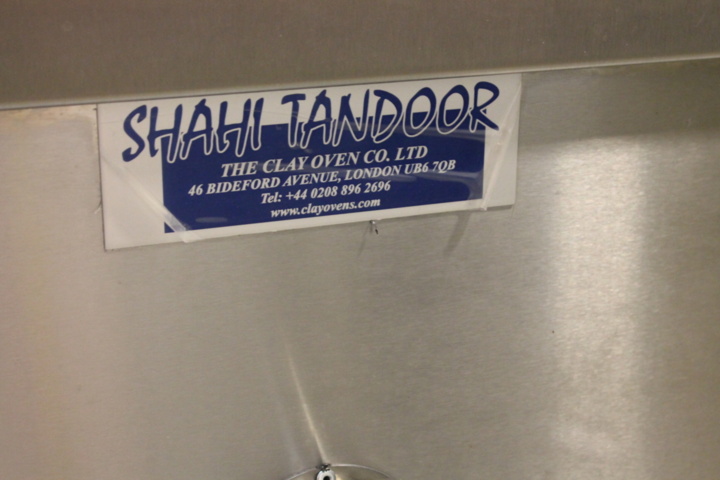 SHAHI TANDOOR
THE CLAY OVEN CO. LTD
46 BIDEFORD AVENUE, LONDON UB6 7QB
Tel: +44 0208 896 2696
www.clayovens.com